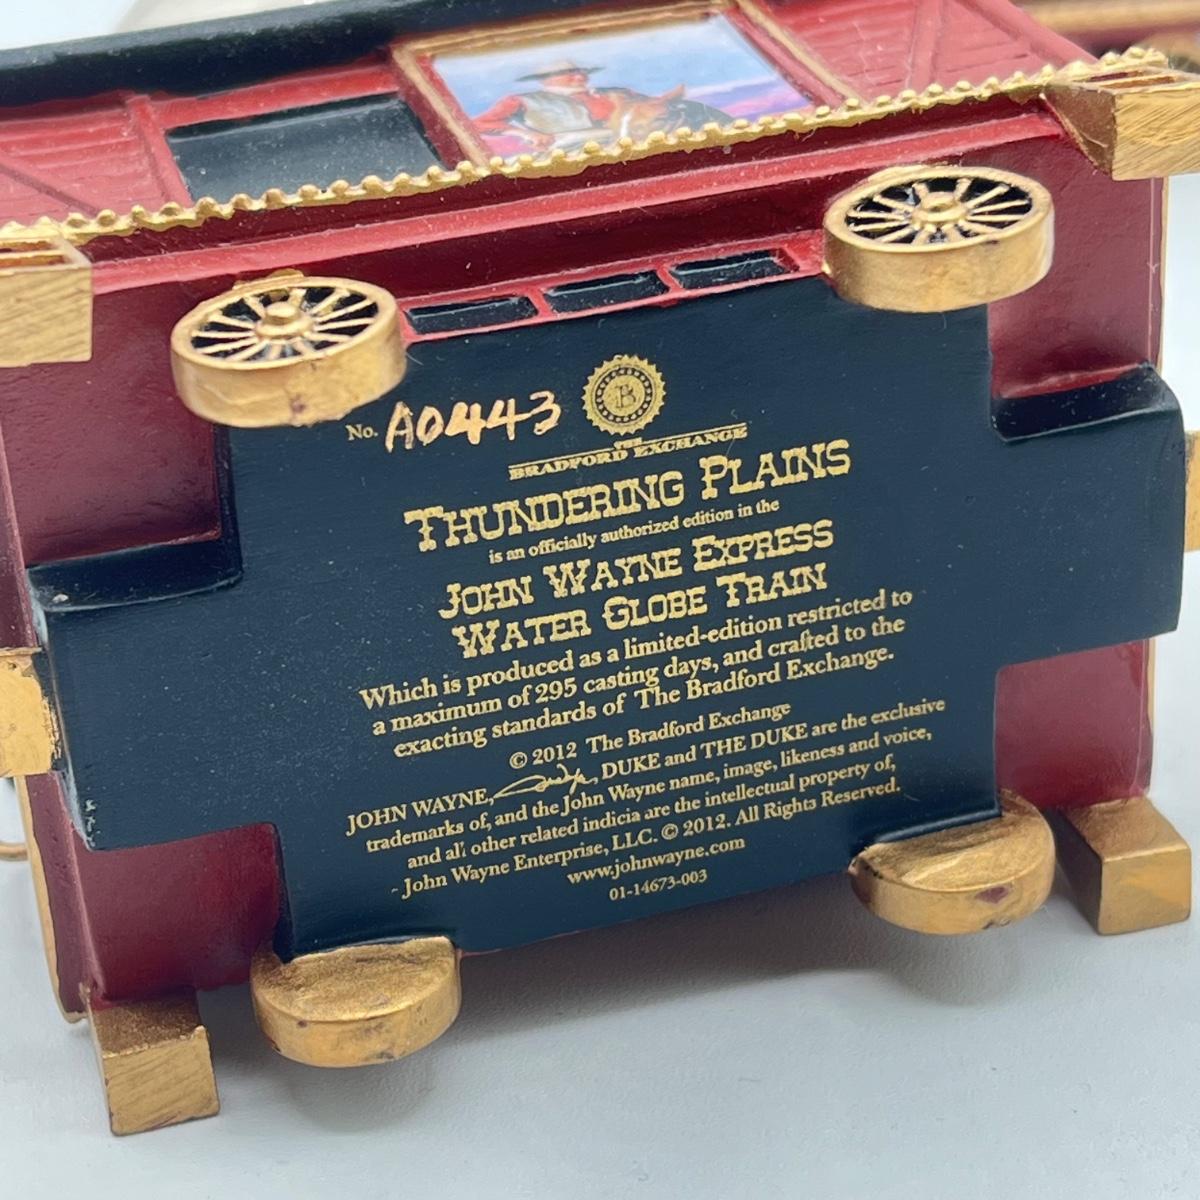 No. A0443
B
THE
BRADFORD EXCHANGE
THUNDERING PLAINS
is an officially authorized edition in the
JOHN WAYNE EXPRESS
WATER GLOBE TRAIN
Which is produced as a limited-edition restricted to
a maximum of 295 casting days, and crafted to the
exacting standards of The Bradford Exchange.
© 2012 The Bradford Exchange
JOHN WAYNE, , DUKE and THE DUKE are the exclusive
trademarks of, and the John Wayne name, image, likeness and voice,
and all other related indicia are the intellectual property of,
John Wayne Enterprise, LLC. © 2012. All Rights Reserved.
www.johnwayne.com
01-14673-003